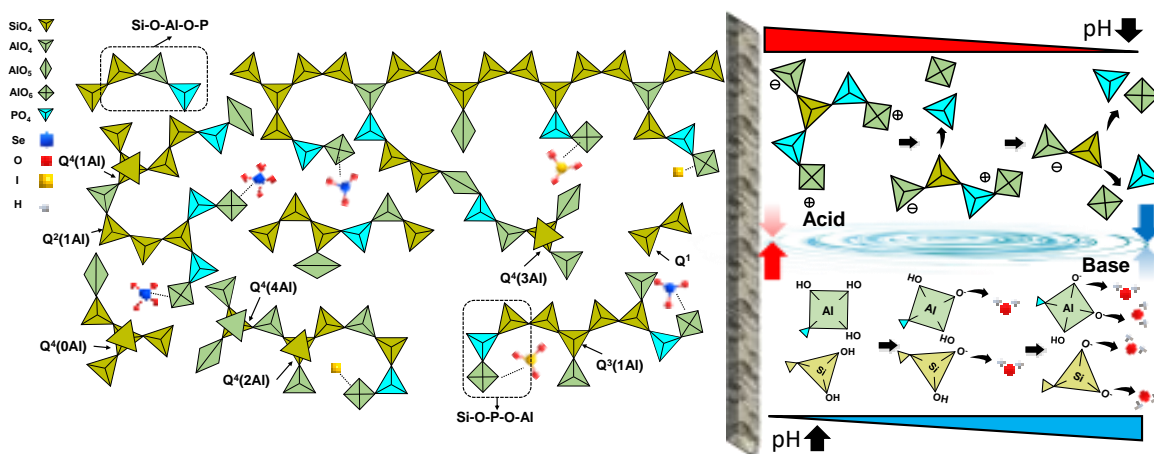 SiO4
AlO4
AlO5
AlO6
PO4
Se
O
I
H
Si-O-Al-O-P
Q4(1Al)
Q2(1Al)
Q4(0Al)
Q4(4Al)
Q4(2Al)
Q4(3Al)
Q1
Q3(1Al)
Si-O-P-O-Al
pH
⊖
⊕
⊕
⊖
⊕
⊖
Acid
Base
HO
HO
Al
HO
OH
Si
OH
HO
O-
Al
HO
O-
Si
OH
O-
Al
O-
HO
O-
Si
O-
pH